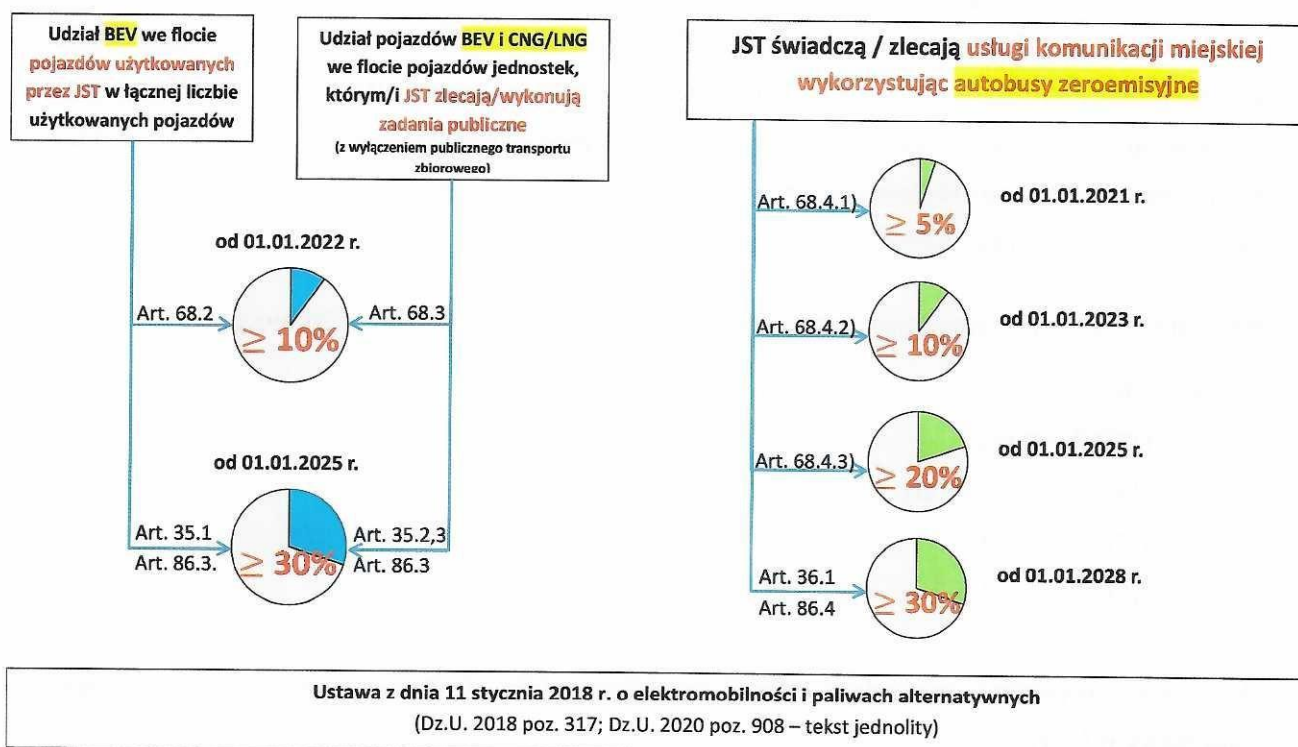 Udział BEV we flocie
pojazdów użytkowanych
przez JST w łącznej liczbie
użytkowanych pojazdów
Udział pojazdów BEV i CNG/LNG
we flocie pojazdów jednostek,
którym/i JST zlecają/wykonują
zadania publiczne
(z wyłączeniem publicznego transportu
zbiorowego)
od 01.01.2022 r.
Art. 68.2
≥ 10%
Art. 68.3
od 01.01.2025 r.
Art. 35.1
Art. 86.3.
≥ 30%
Art. 35.2,3
Art. 86.3
JST świadczą / zlecają usługi komunikacji miejskiej
wykorzystując autobusy zeroemisyjne
Art. 68.4.1)
≥ 5%
od 01.01.2021 r.
Art. 68.4.2)
≥ 10%
od 01.01.2023 r.
Art. 68.4.3)
≥ 20%
od 01.01.2025 r.
Art. 36.1
Art. 86.4
≥ 30%
od 01.01.2028 r.
Ustawa z dnia 11 stycznia 2018 r. o elektromobilności i paliwach alternatywnych
(Dz.U. 2018 poz. 317; Dz.U. 2020 poz. 908 – tekst jednolity)